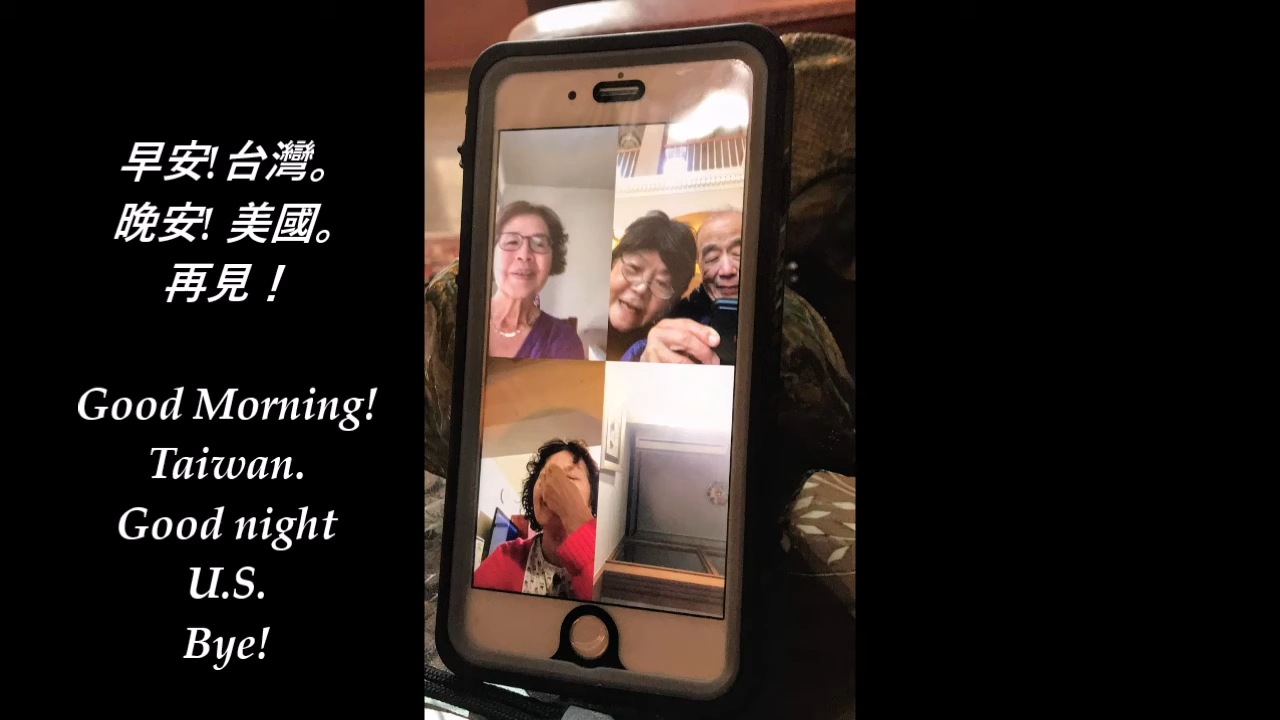 早安! 台灣。
晚安! 美國。
再見！
Good Morning!
Taiwan.
Good night
U.S.
Bye!